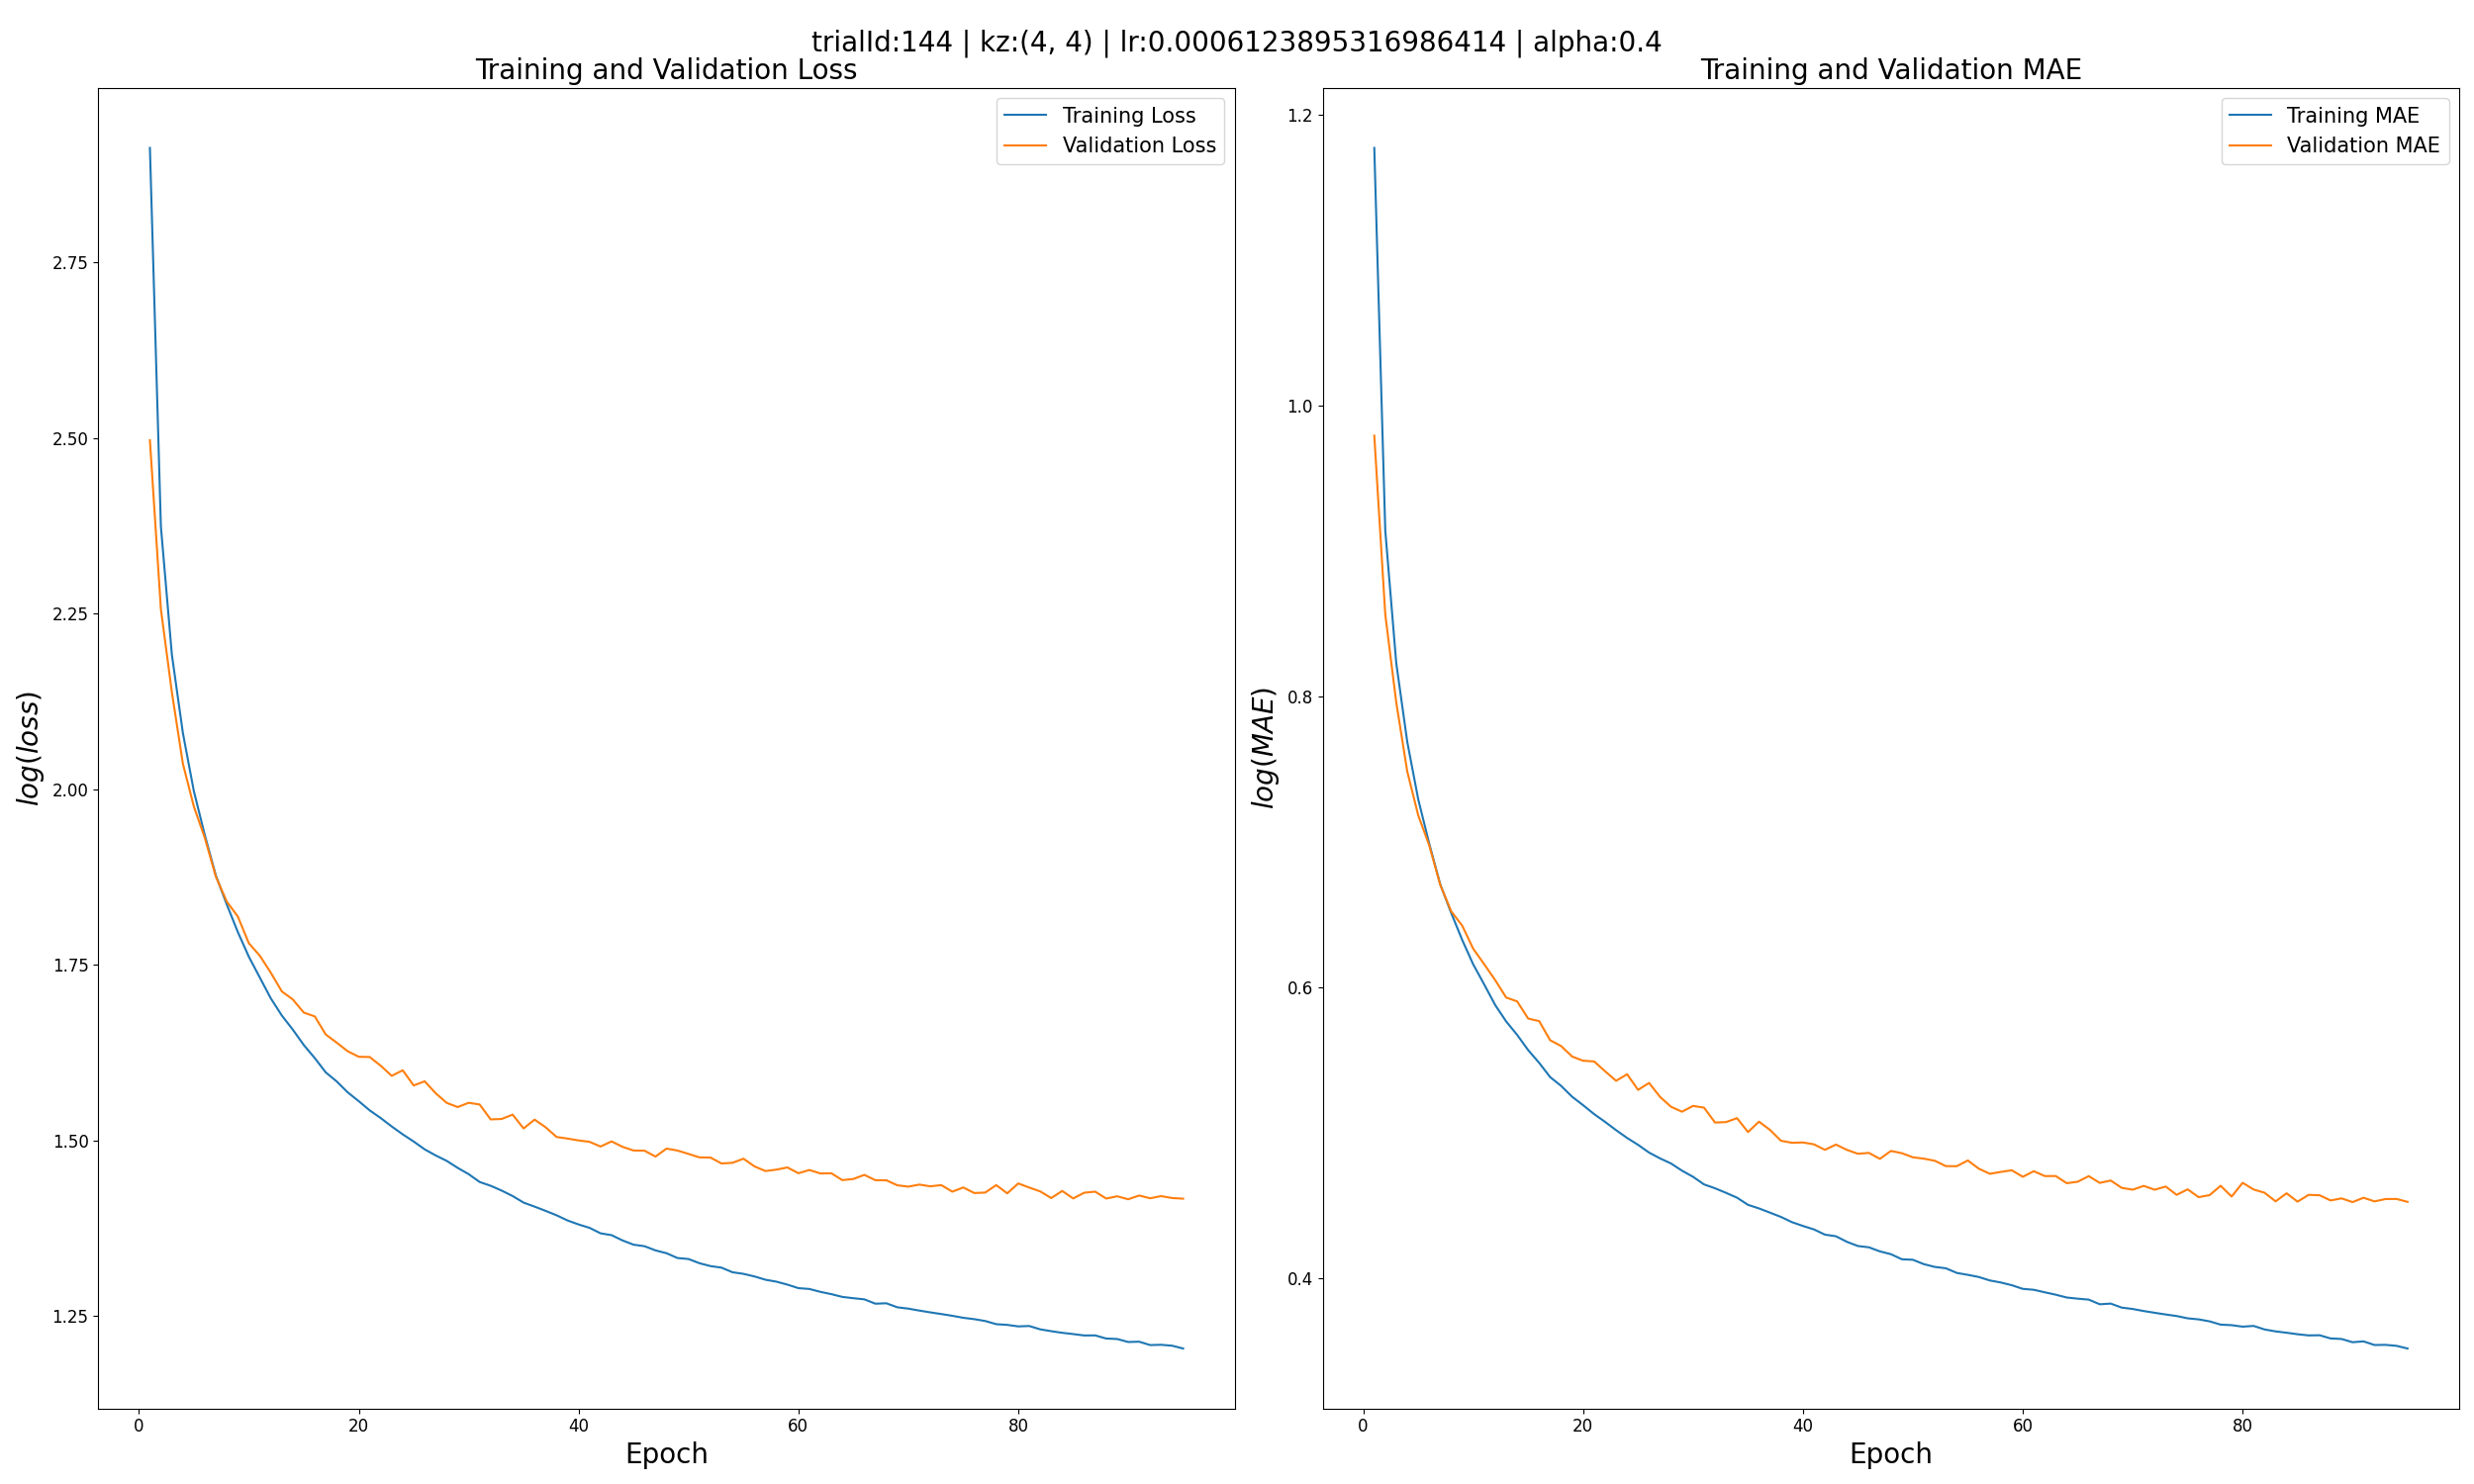 trialId:144 | kz:(4, 4) | lr:0.0006123895316986414 | alpha:0.4
Training and Validation Loss
Training Loss
Validation Loss
2.75
2.50
2.25
2.00
1.75
1.50
1.25
log(loss)
0 20 40 60 80
Epoch
Training and Validation MAE
Training MAE
Validation MAE
1.2
1.0
0.8
0.6
0.4
log(MAE)
0 20 40 60 80
Epoch